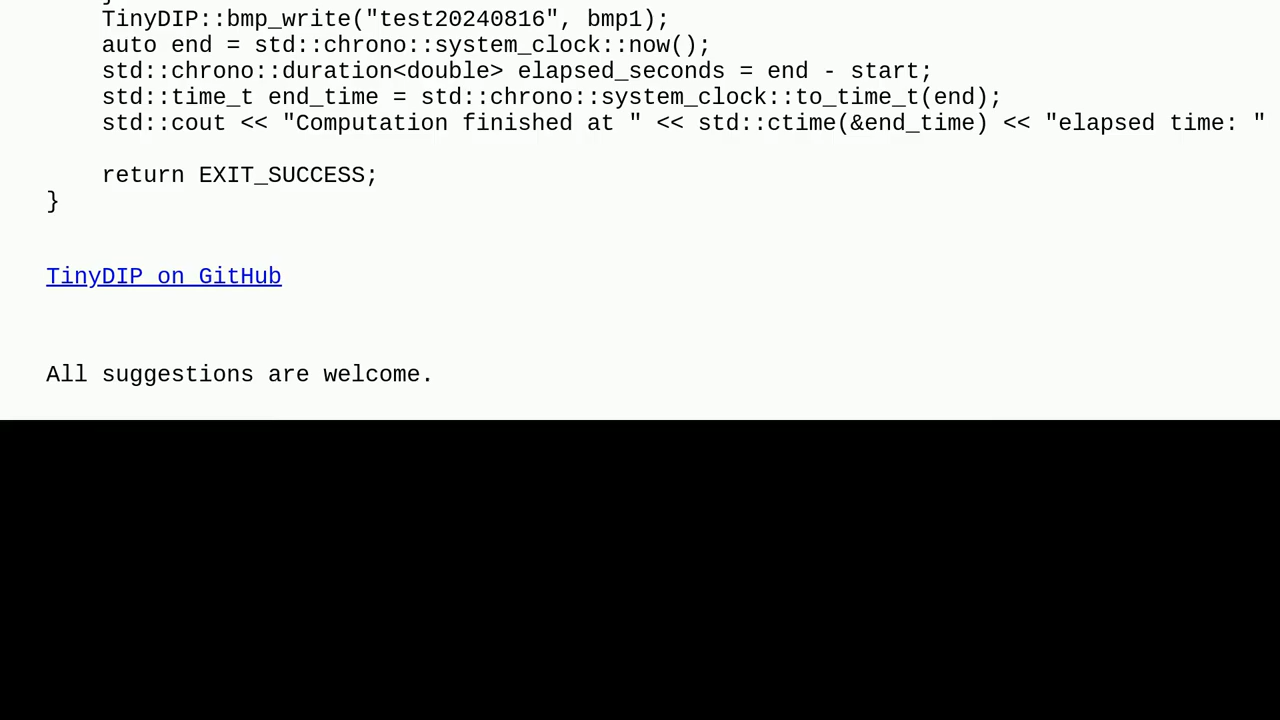 TinyDIP::bmp_write("test20240816", bmp1);
auto end = std::chrono::system_clock::now();
std::chrono::duration<double> elapsed_seconds = end - start;
std::time_t end_time = std::chrono::system_clock::to_time_t(end);
std::cout << "Computation finished at " << std::ctime(&end_time) << "elapsed time: "
return EXIT_SUCCESS;
}
TinyDIP on GitHub
All suggestions are welcome.